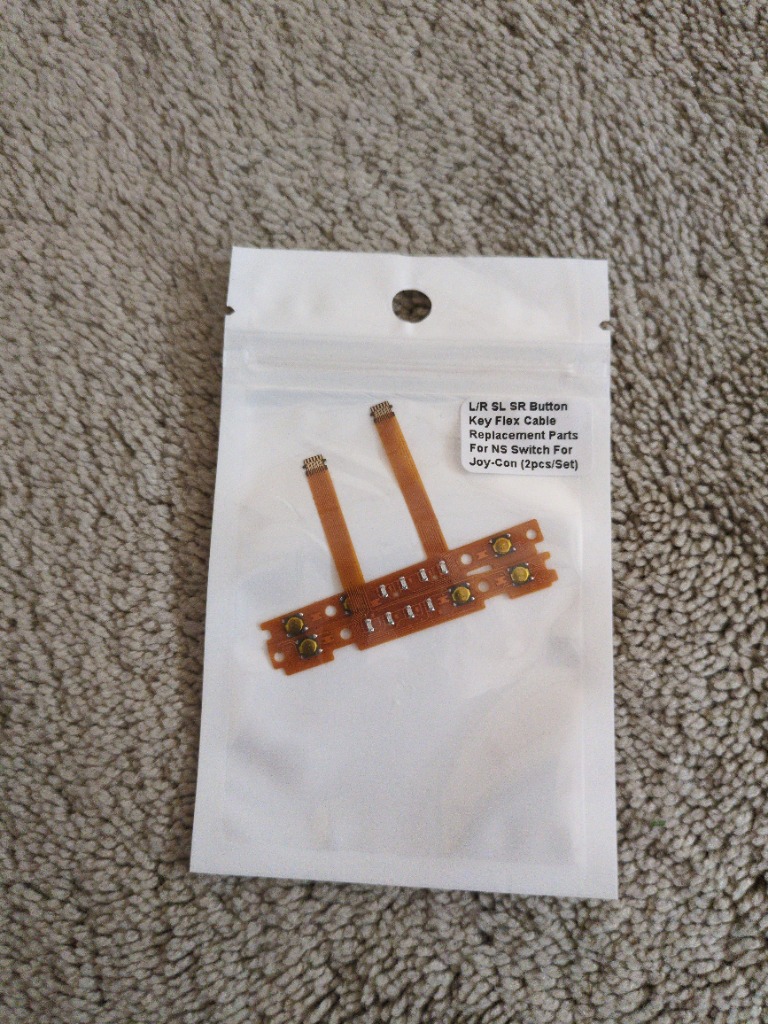 L/R SL SR Button
Key Flex Cable
Replacement Parts
For NS Switch For
Joy-Con (2pcs/Set)